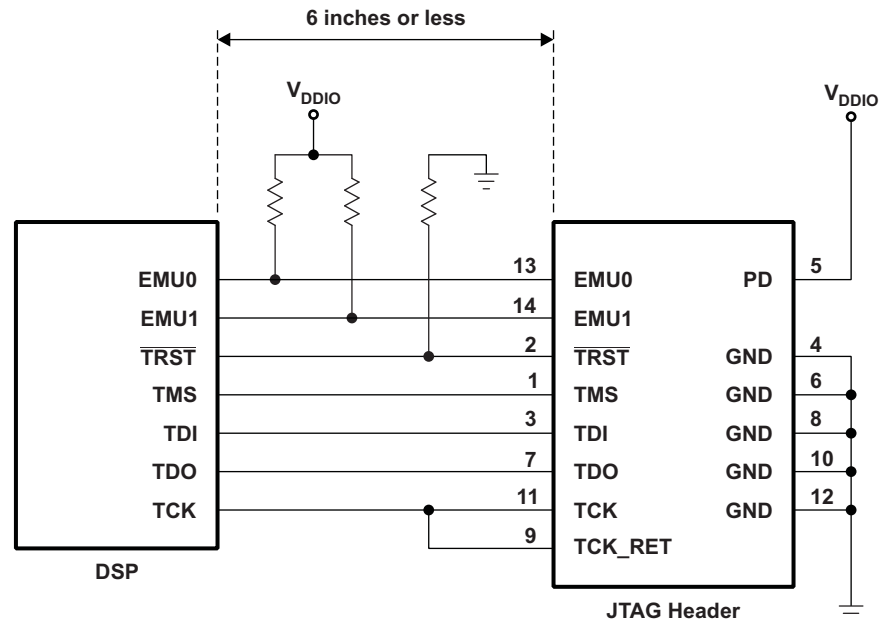 6 inches or less
VDDIO
VDDIO
EMU0
13
EMU0
PD
5
EMU1
14
EMU1
TRST
2
TRST
GND
4
TMS
1
TMS
GND
6
TDI
3
TDI
GND
8
TDO
7
TDO
GND
10
TCK
11
TCK
GND
12
9
TCK_RET
DSP
JTAG Header